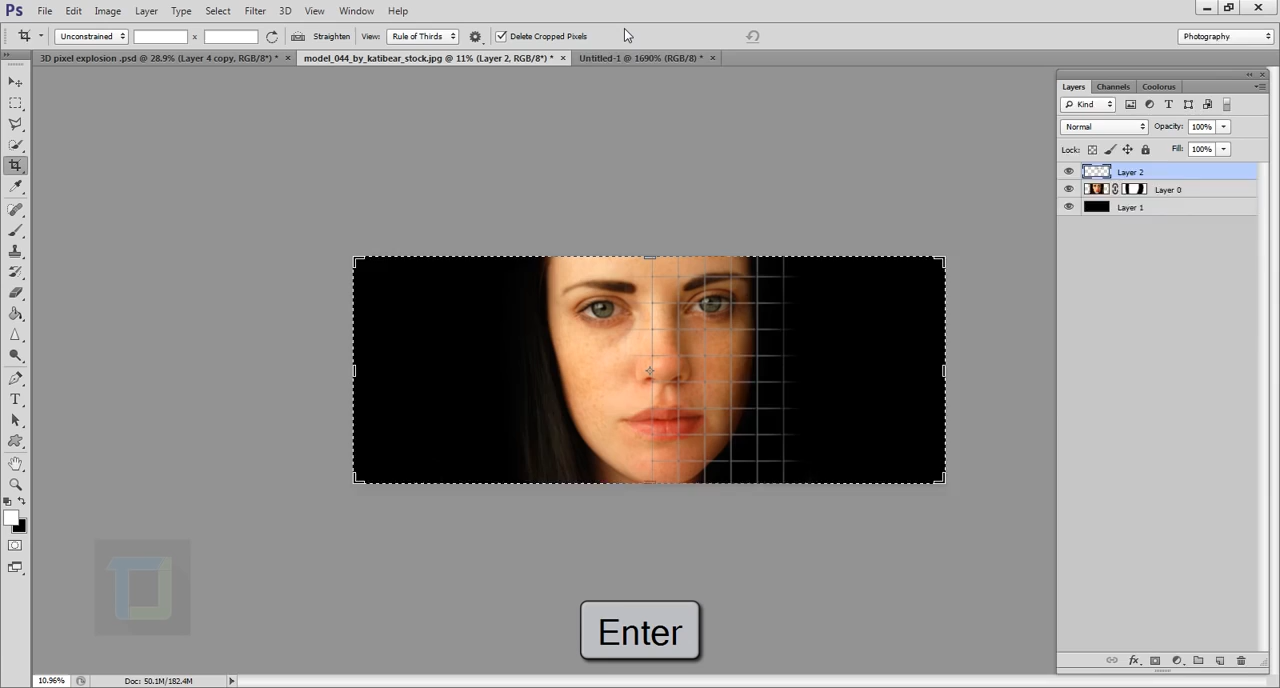 Ps File Edit Image Layer Type Select Filter 3D View Window Help
Unconstrained x Straighten View: Rule of Thirds Delete Cropped Pixels Photography
3D pixel explosion .psd @ 28.9% (Layer 4 copy, RGB/8*) * × model_044_by_katibear_stock.jpg @ 11% (Layer 2, RGB/8*) * × Untitled-1 @ 1690% (RGB/8) * ×
Layers Channels Coolorus
Kind
Normal Opacity: 100%
Lock: Fill: 100%
Layer 2
Layer 0
Layer 1
Enter
fx
10.96% Doc: 50.1M/182.4M